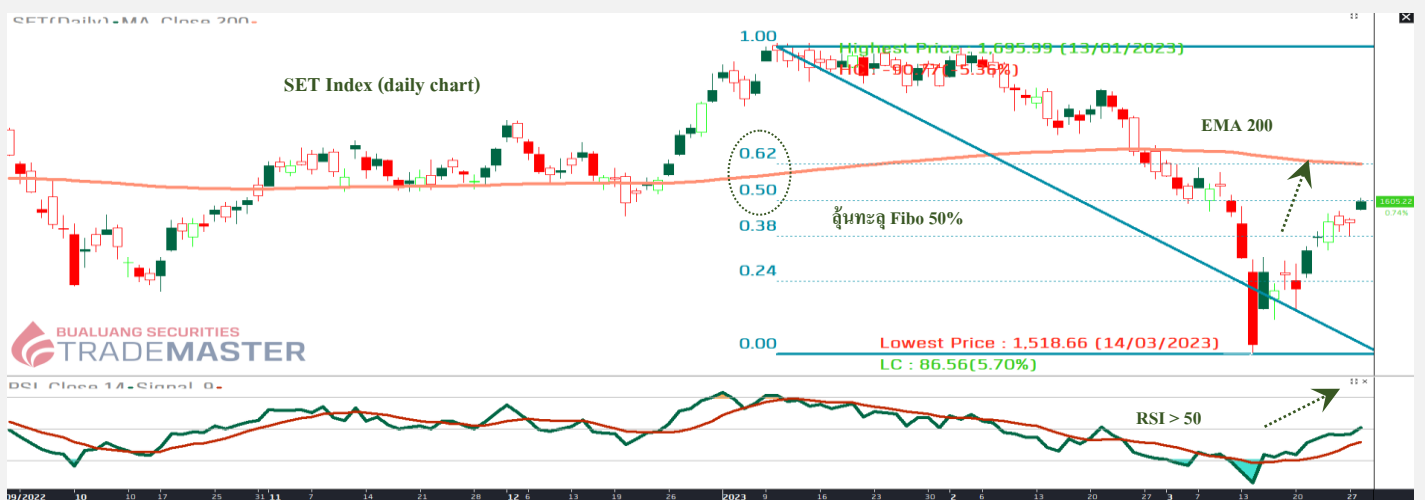 SET(Daily) MA Close 200
SET Index (daily chart)
1.00
Highest Price : 1,695.99 (13/01/2023)
HC : -90.77(-5.36%)
EMA 200
0.62
0.50
ลุ้นทะลุ Fibo 50%
1605.22
0.74%
0.38
0.24
BUALUANG SECURITIES
TRADEMASTER
0.00
Lowest Price : 1,518.66 (14/03/2023)
LC : 86.56(5.70%)
RSI Close 14 Signal 9
RSI > 50
09/2022 10 10 17 25 31 11 7 14 21 28 12 6 13 19 26 2023 9 16 23 30 2 6 13 20 27 3 7 13 20 27